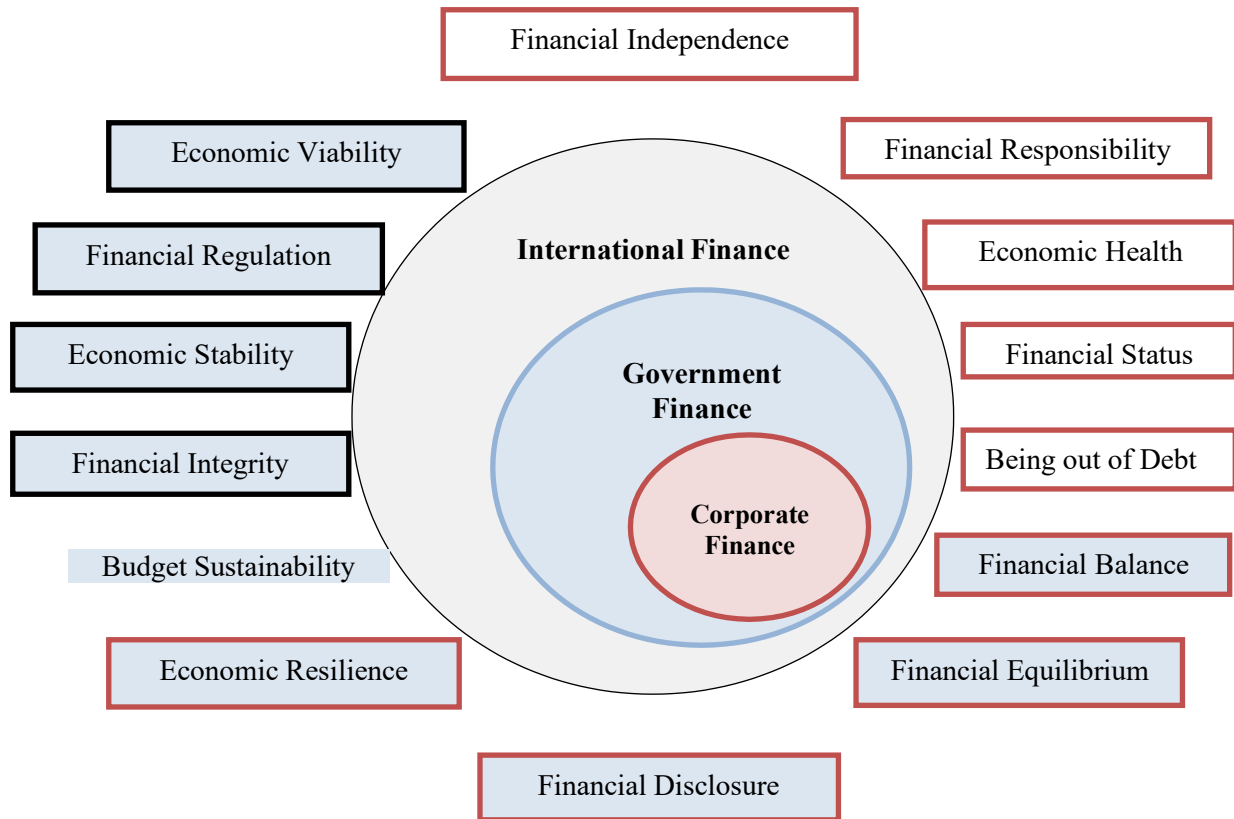 Financial Independence
Economic Viability
Financial Responsibility
Financial Regulation
International Finance
Economic Health
Economic Stability
Financial Status
Government
Finance
Financial Integrity
Being out of Debt
Corporate
Finance
Budget Sustainability
Financial Balance
Economic Resilience
Financial Equilibrium
Financial Disclosure